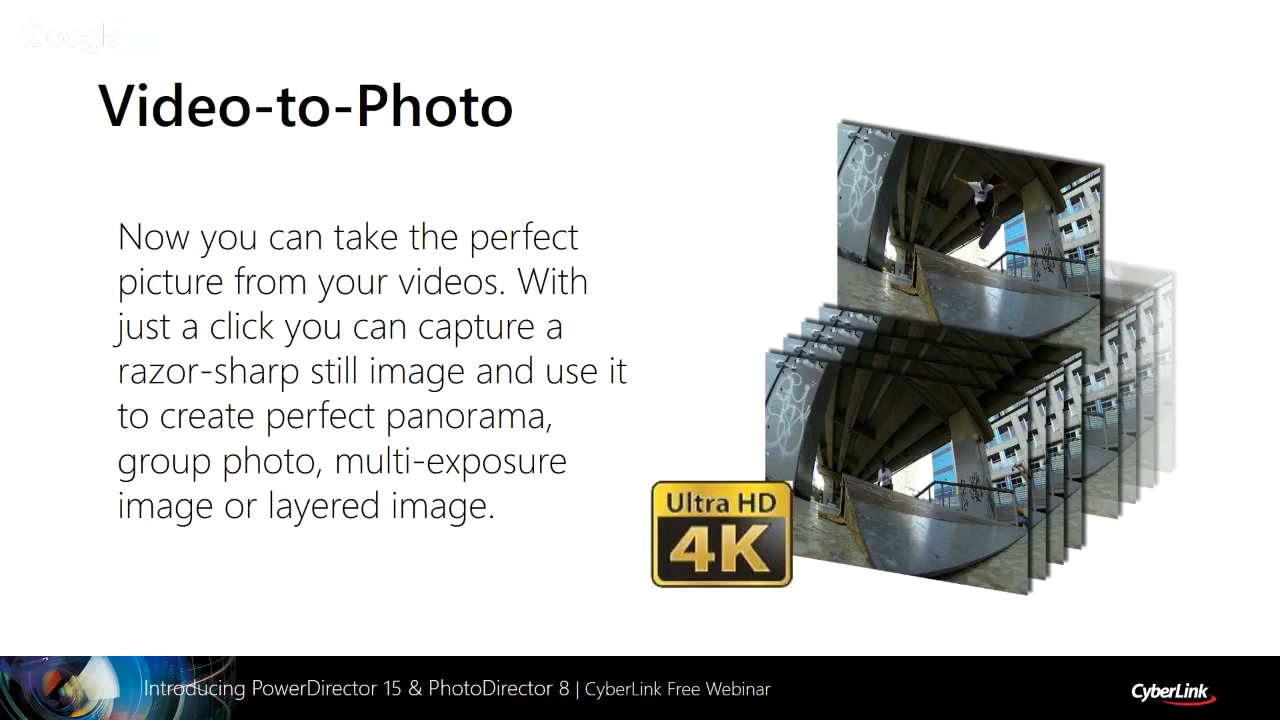 Google
Video-to-Photo
Now you can take the perfect
picture from your videos. With
just a click you can capture a
razor-sharp still image and use it
to create perfect panorama,
group photo, multi-exposure
image or layered image.
Ultra HD
4K
Introducing PowerDirector 15 & PhotoDirector 8 | CyberLink Free Webinar
CyberLink